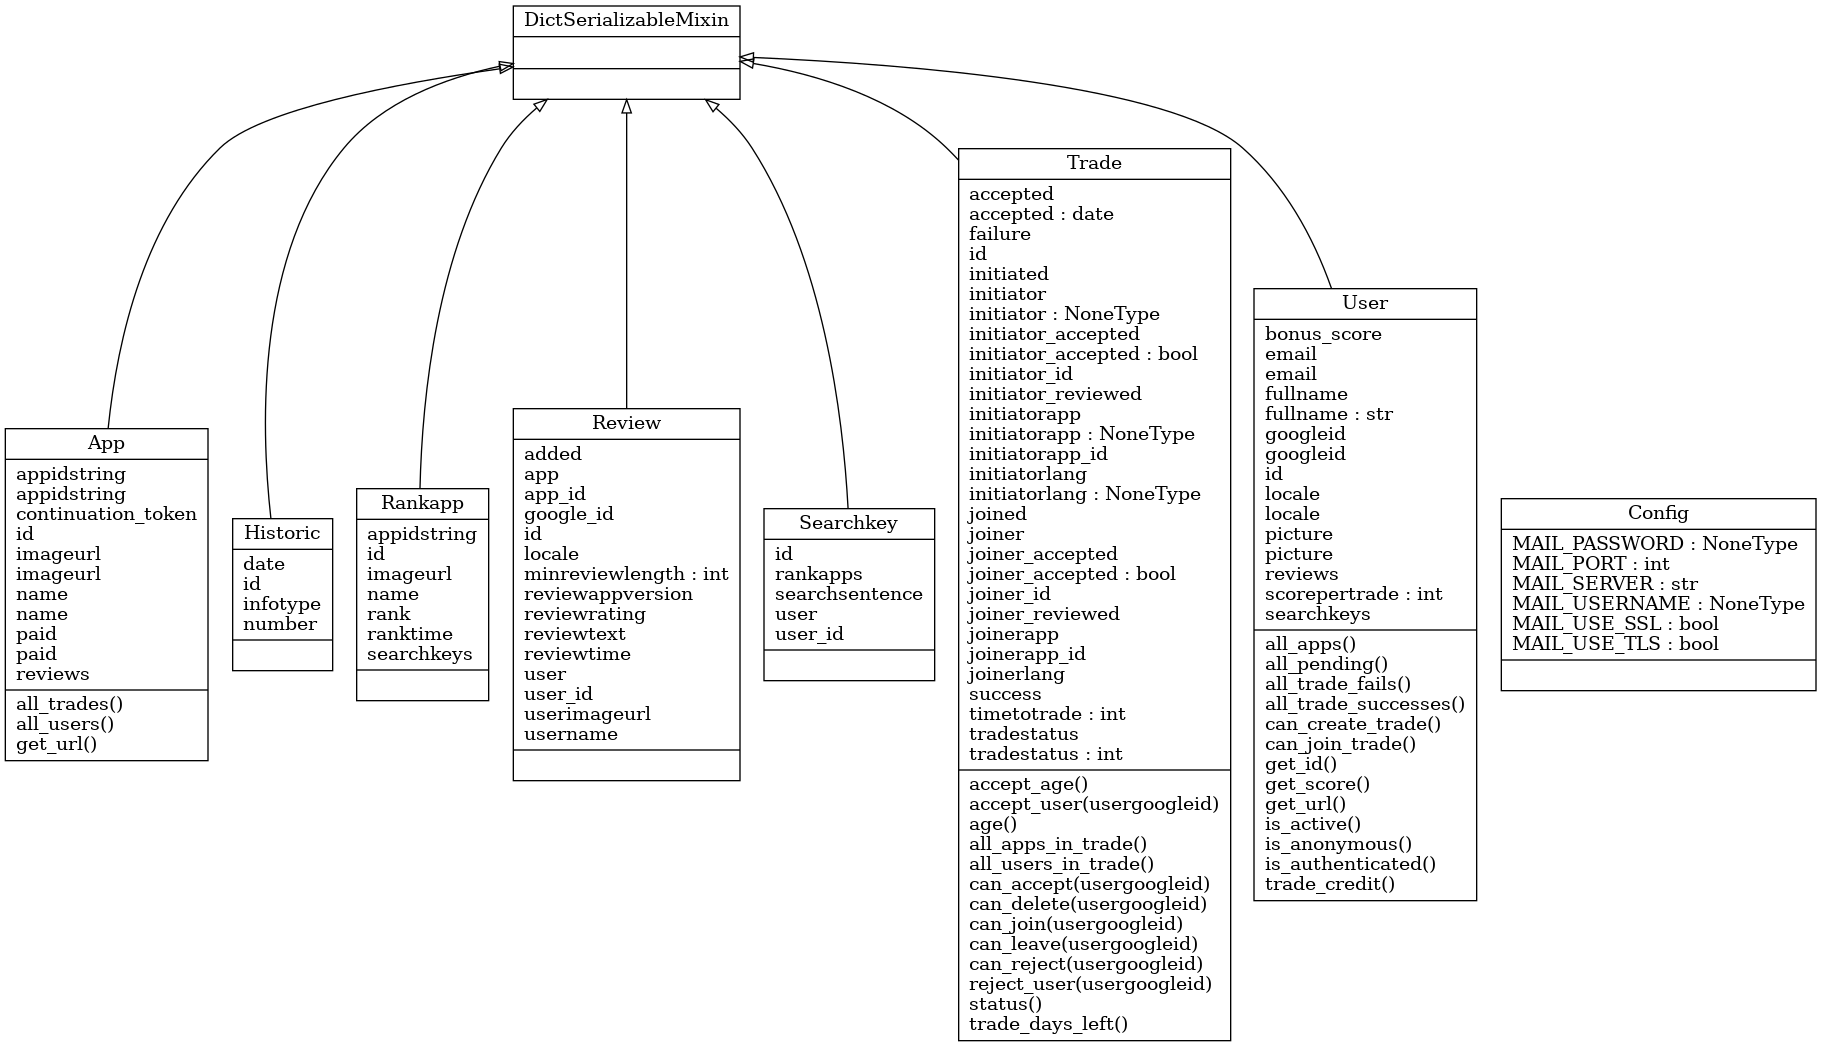 DictSerializableMixin
App
appidstring
appidstring
continuation_token
id
imageurl
imageurl
name
name
paid
paid
reviews
all_trades()
all_users()
get_url()
Historic
date
id
infotype
number
Rankapp
appidstring
id
imageurl
name
rank
ranktime
searchkeys
Review
added
app
app_id
google_id
id
locale
minreviewlength : int
reviewappversion
reviewrating
reviewtext
reviewtime
user
user_id
userimageurl
username
Searchkey
id
rankapps
searchsentence
user
user_id
Trade
accepted
accepted : date
failure
id
initiated
initiator
initiator : NoneType
initiator_accepted
initiator_accepted : bool
initiator_id
initiator_reviewed
initiatorapp
initiatorapp : NoneType
initiatorapp_id
initiatorlang
initiatorlang : NoneType
joined
joiner
joiner_accepted
joiner_accepted : bool
joiner_id
joiner_reviewed
joinerapp
joinerapp_id
joinerlang
success
timetotrade : int
tradestatus
tradestatus : int
accept_age()
accept_user(usergoogleid)
age()
all_apps_in_trade()
all_users_in_trade()
can_accept(usergoogleid)
can_delete(usergoogleid)
can_join(usergoogleid)
can_leave(usergoogleid)
can_reject(usergoogleid)
reject_user(usergoogleid)
status()
trade_days_left()
User
bonus_score
email
email
fullname
fullname : str
googleid
googleid
id
locale
locale
picture
picture
reviews
scorepertrade : int
searchkeys
all_apps()
all_pending()
all_trade_fails()
all_trade_successes()
can_create_trade()
can_join_trade()
get_id()
get_score()
get_url()
is_active()
is_anonymous()
is_authenticated()
trade_credit()
Config
MAIL_PASSWORD : NoneType
MAIL_PORT : int
MAIL_SERVER : str
MAIL_USERNAME : NoneType
MAIL_USE_SSL : bool
MAIL_USE_TLS : bool